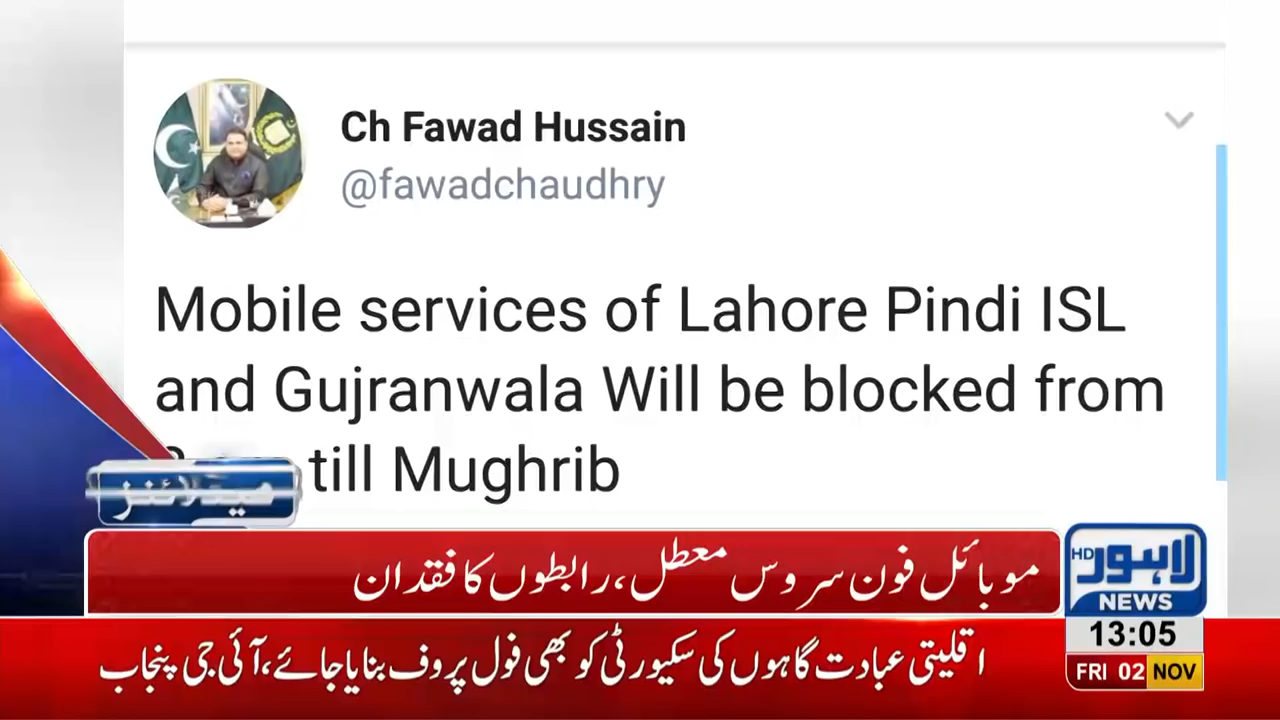 Ch Fawad Hussain
@fawadchaudhry
Mobile services of Lahore Pindi ISL
and Gujranwala Will be blocked from
till Mughrib
ہیڈلائنز
موبائل فون سروس معطل، رابطوں کا فقدان
HD لاہور
NEWS
13:05
اقلیتی عبادت گاہوں کی سکیورٹی کو بھی فول پروف بنایا جائے، آئی جی پنجاب
FRI 02 NOV